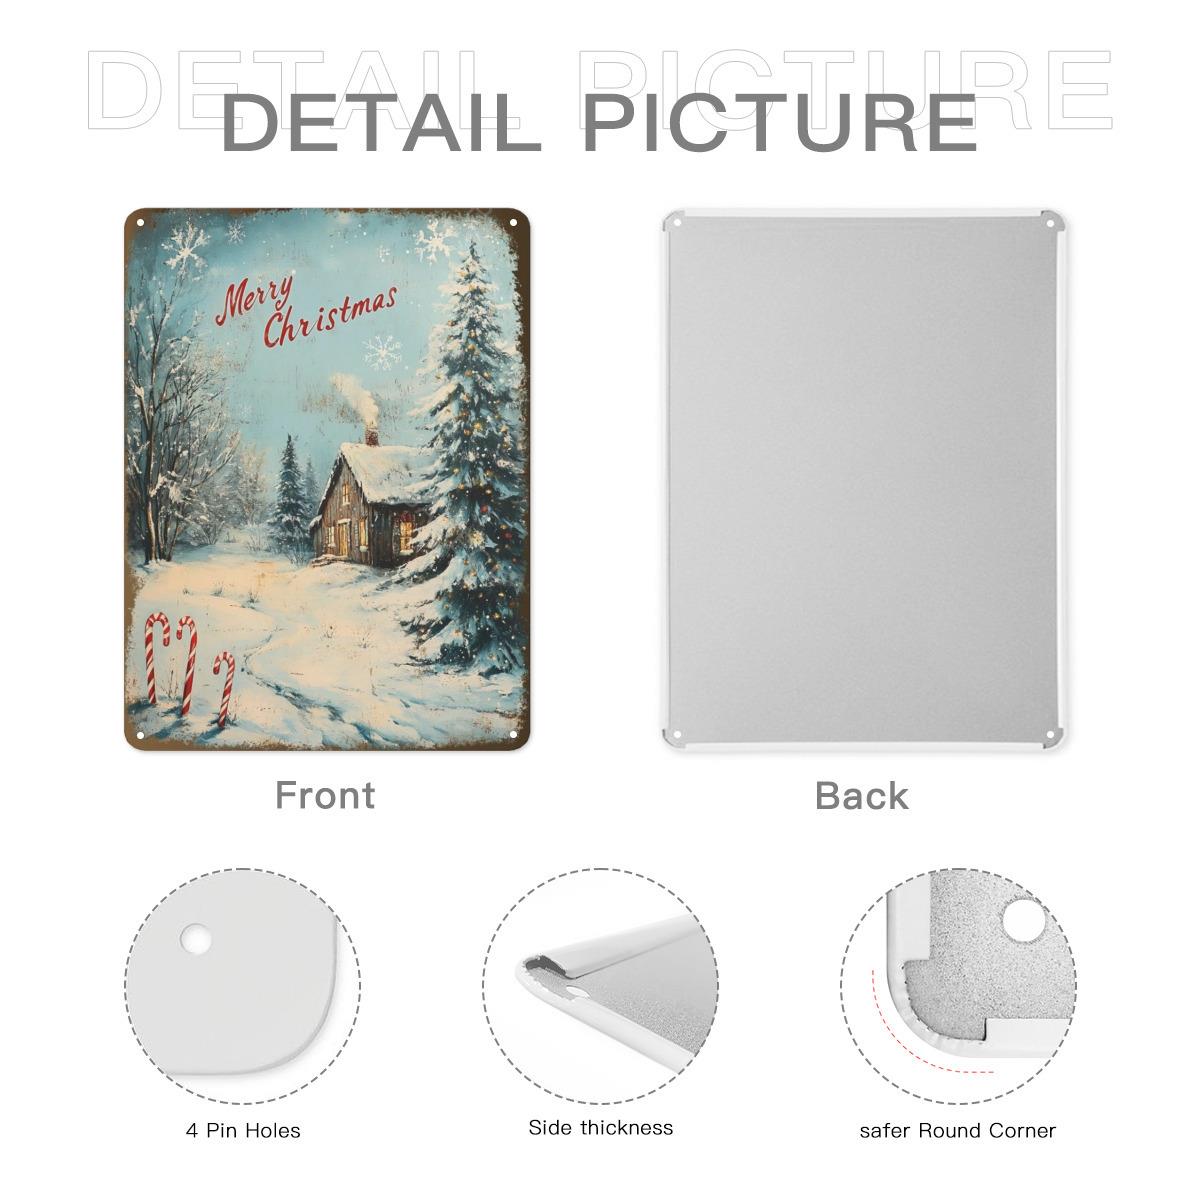 DETAIL PICTURE
DETAIL PICTURE
Merry
Christmas
Front
Back
4 Pin Holes
Side thickness
safer Round Corner